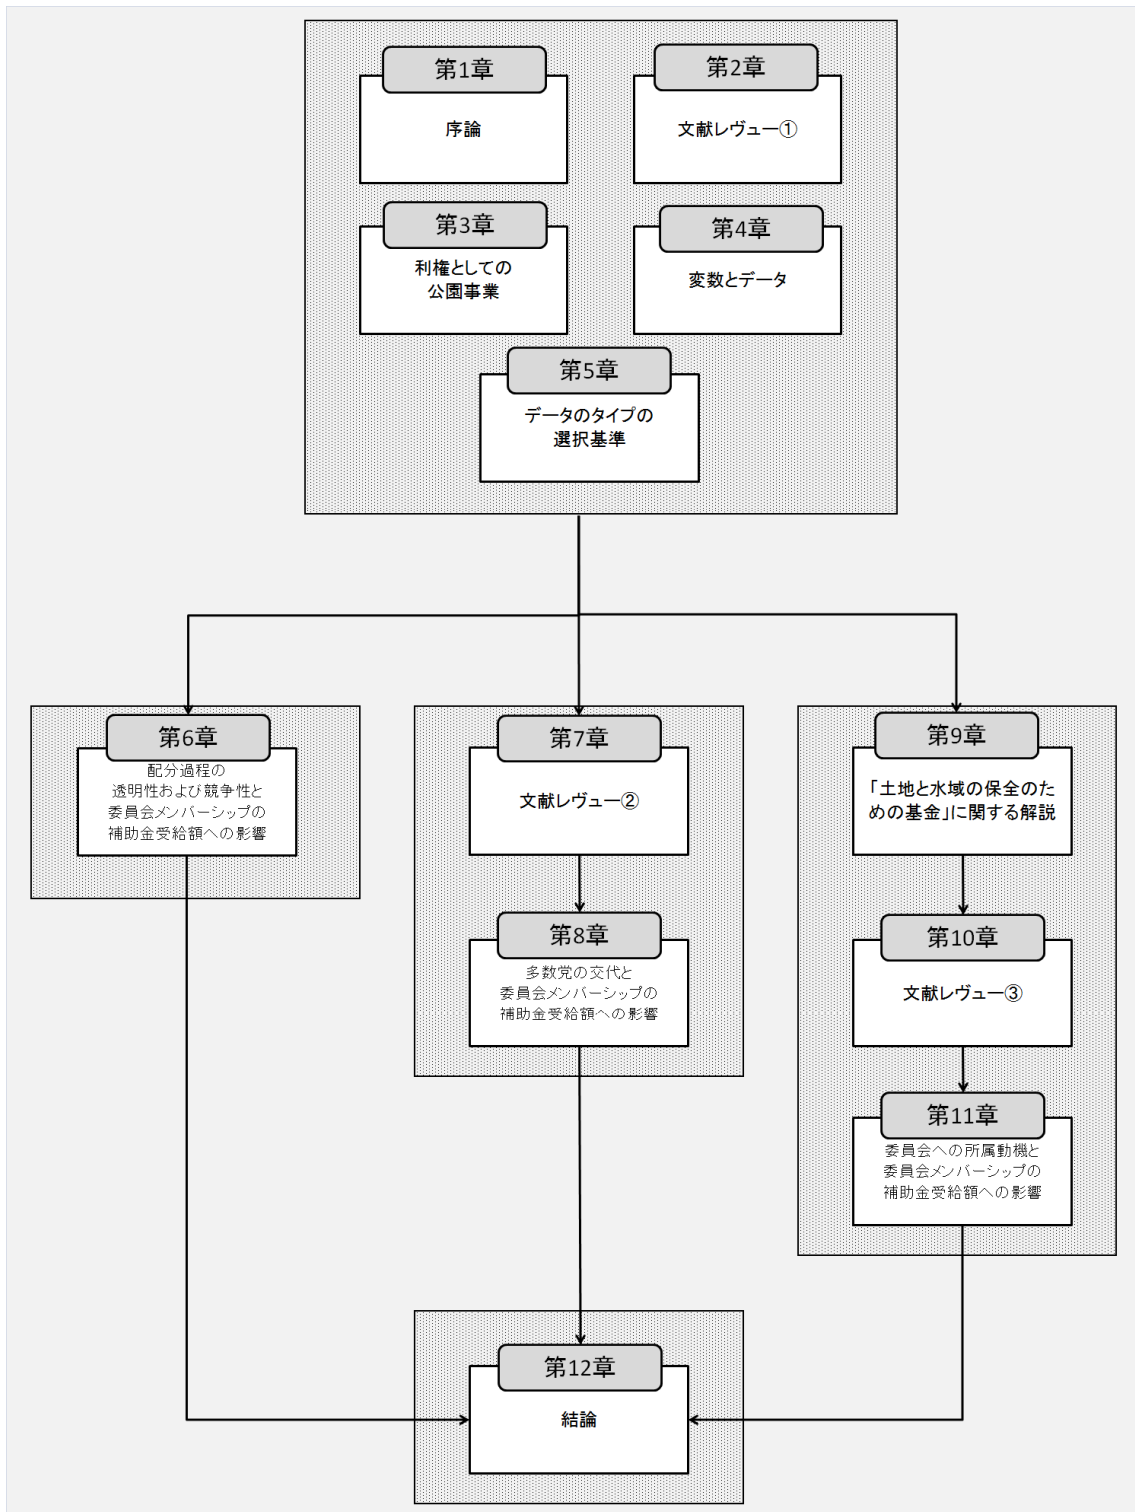 第1章
序論
第2章
文献レヴュー①
第3章
利権としての
公園事業
第4章
変数とデータ
第5章
データのタイプの
選択基準
第6章
配分過程の
透明性および競争性と
委員会メンバーシップの
補助金受給額への影響
第7章
文献レヴュー②
第8章
多数党の交代と
委員会メンバーシップの
補助金受給額への影響
第9章
「土地と水域の保全のた
めの基金」に関する解説
第10章
文献レヴュー③
第11章
委員会への所属動機と
委員会メンバーシップの
補助金受給額への影響
第12章
結論